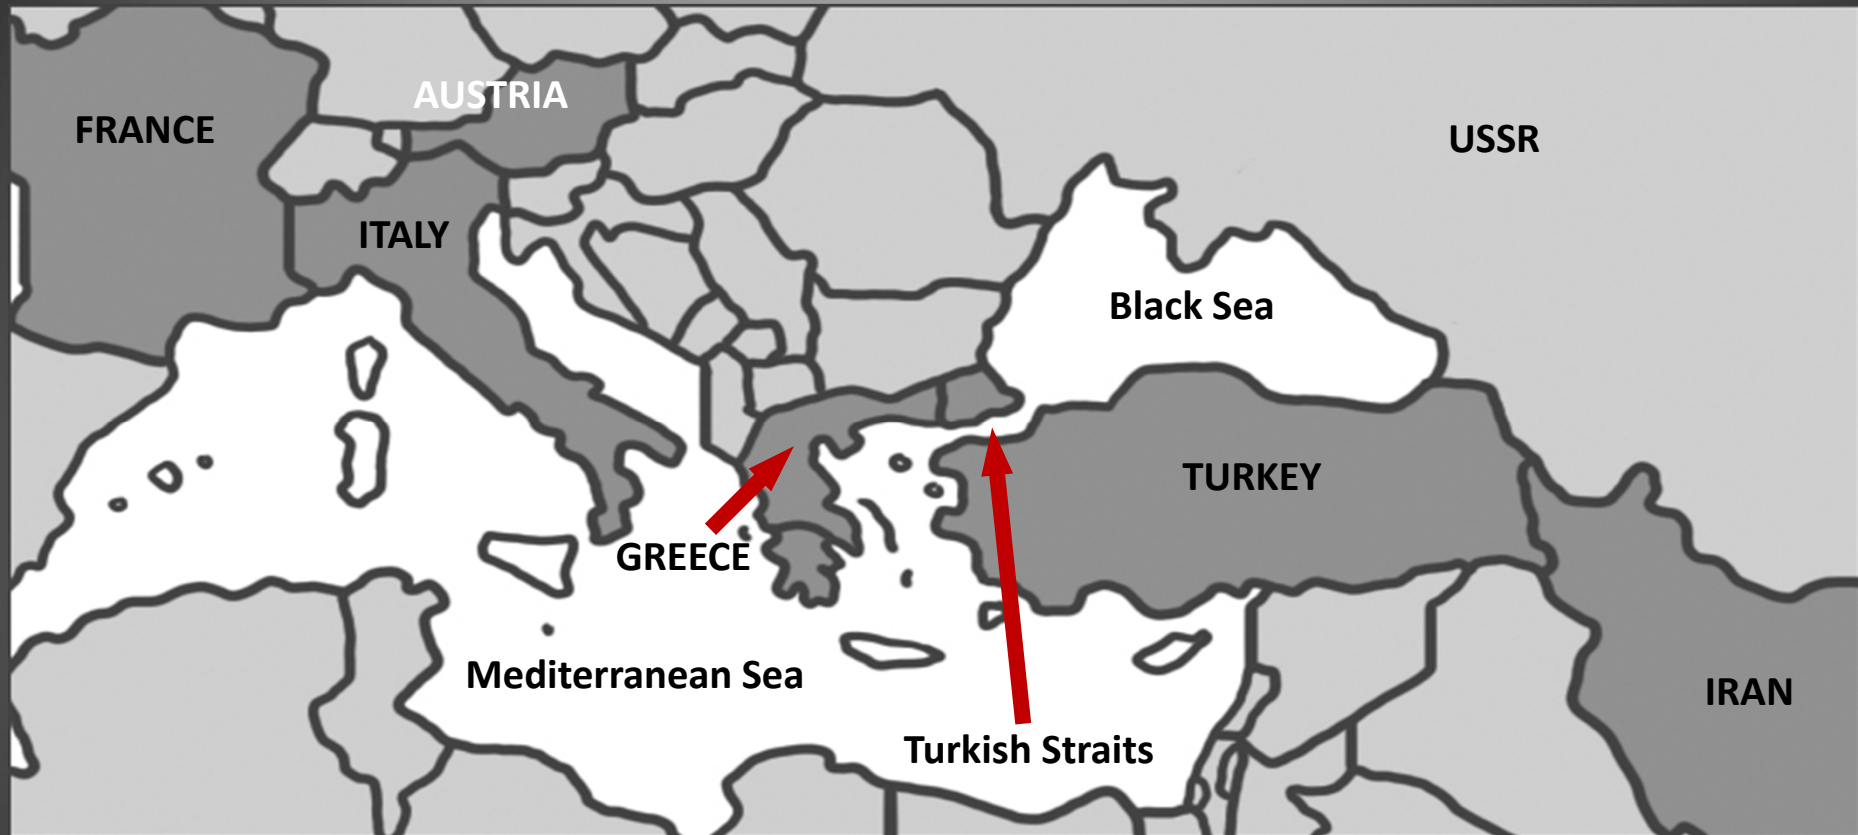 AUSTRIA
FRANCE
USSR
ITALY
Black Sea
TURKEY
GREECE
Mediterranean Sea
IRAN
Turkish Straits